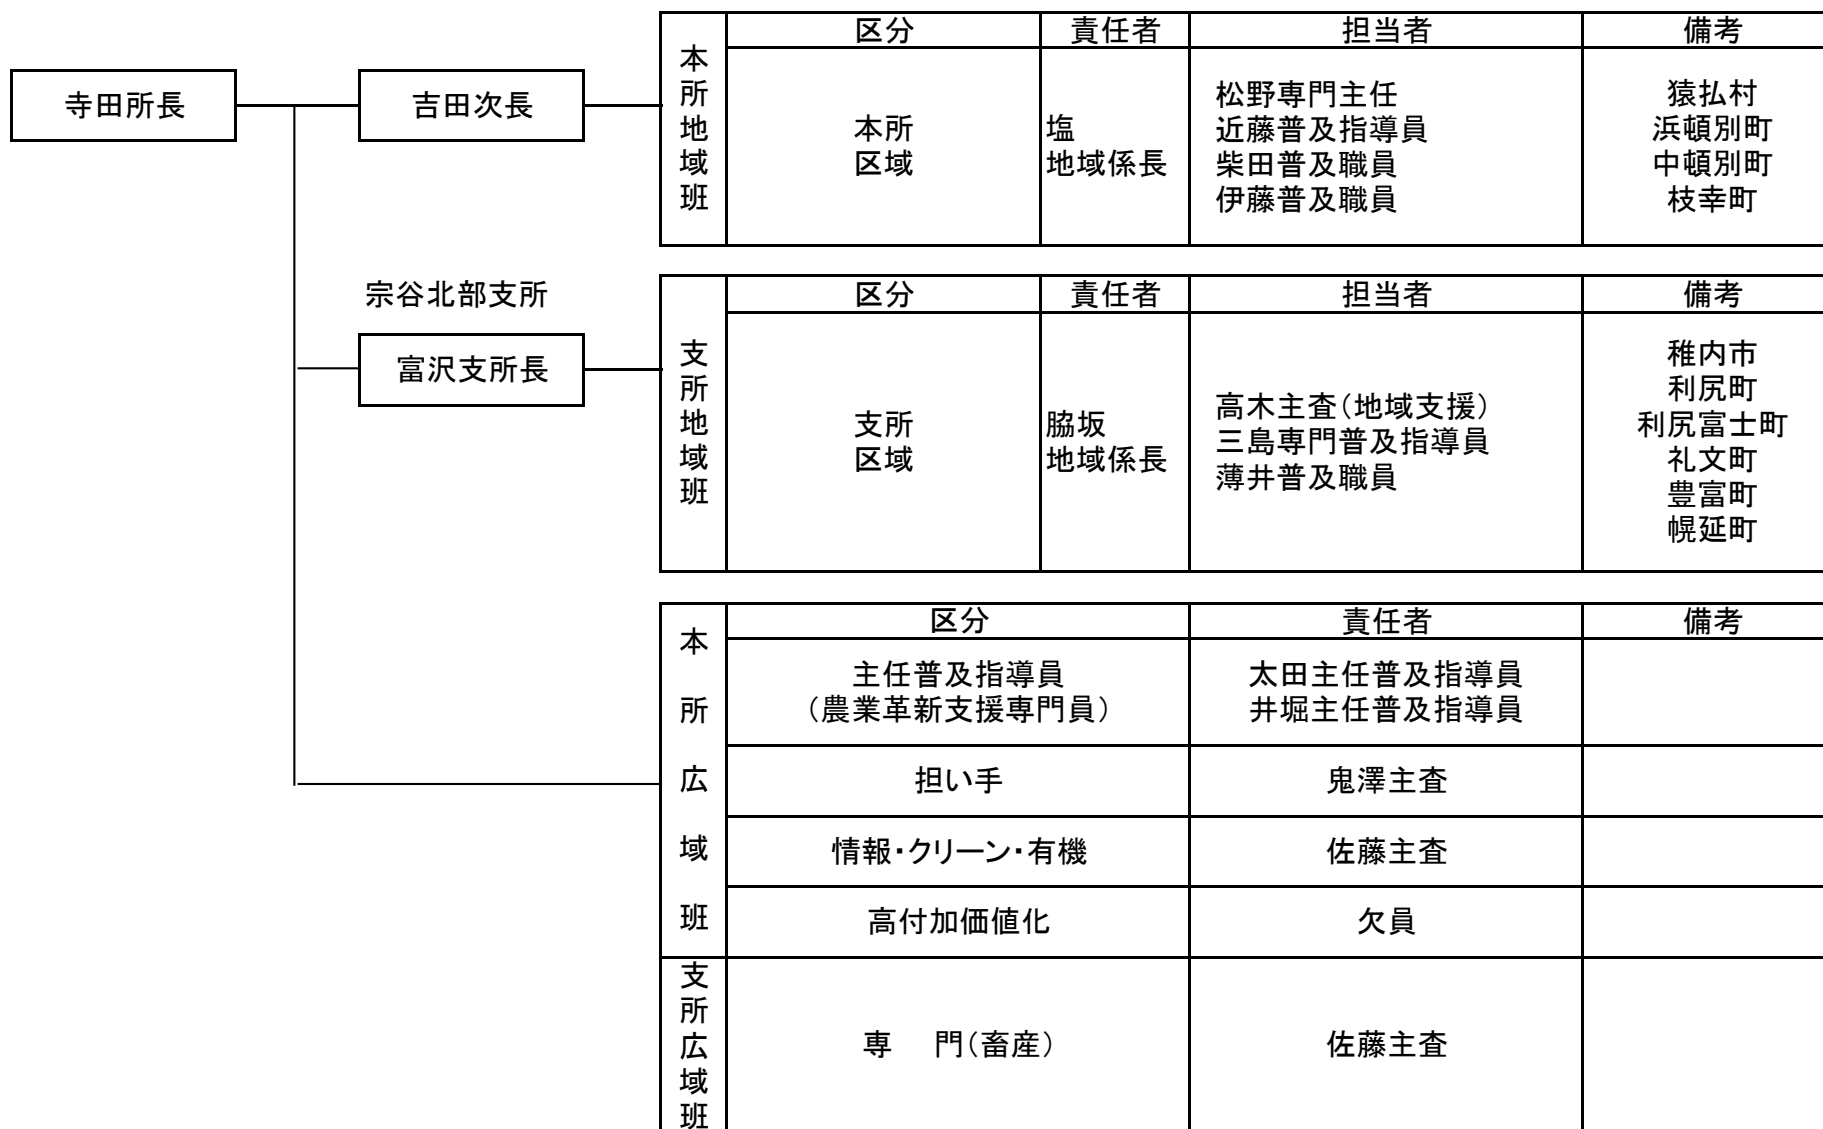 寺田所長
吉田次長
本所地域班
区分 責任者 担当者 備考
本所
区域
塩
地域係長
松野専門主任
近藤普及指導員
柴田普及職員
伊藤普及職員
猿払村
浜頓別町
中頓別町
枝幸町
宗谷北部支所
富沢支所長
支所地域班
区分 責任者 担当者 備考
支所
区域
脇坂
地域係長
高木主査(地域支援)
三島専門普及指導員
薄井普及職員
稚内市
利尻町
利尻富士町
礼文町
豊富町
幌延町
本所広域班
区分 責任者 備考
主任普及指導員
(農業革新支援専門員)
太田主任普及指導員
井堀主任普及指導員
担い手 鬼澤主査
情報・クリーン・有機 佐藤主査
高付加価値化 欠員
支所広域班
専 門(畜産) 佐藤主査